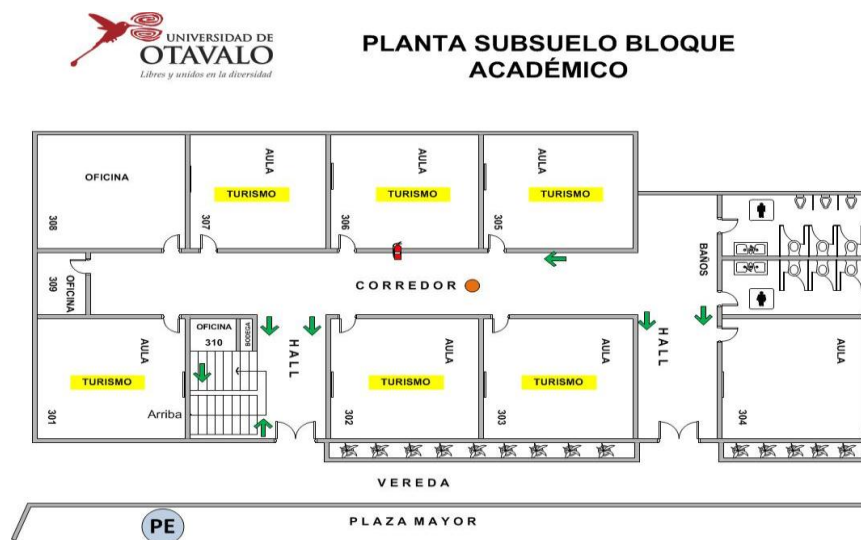 UNIVERSIDAD DE
OTAVALO
Libres y unidos en la diversidad
PLANTA SUBSUELO BLOQUE
ACADÉMICO
OFICINA
308
AULA
TURISMO
307
AULA
TURISMO
306
AULA
TURISMO
305
BAÑOS
OFICINA
309
CORREDOR
AULA
TURISMO
301
OFICINA
310
BODEGA
Arriba
HALL
AULA
TURISMO
302
AULA
TURISMO
303
HALL
AULA
304
VEREDA
PLAZA MAYOR
PE